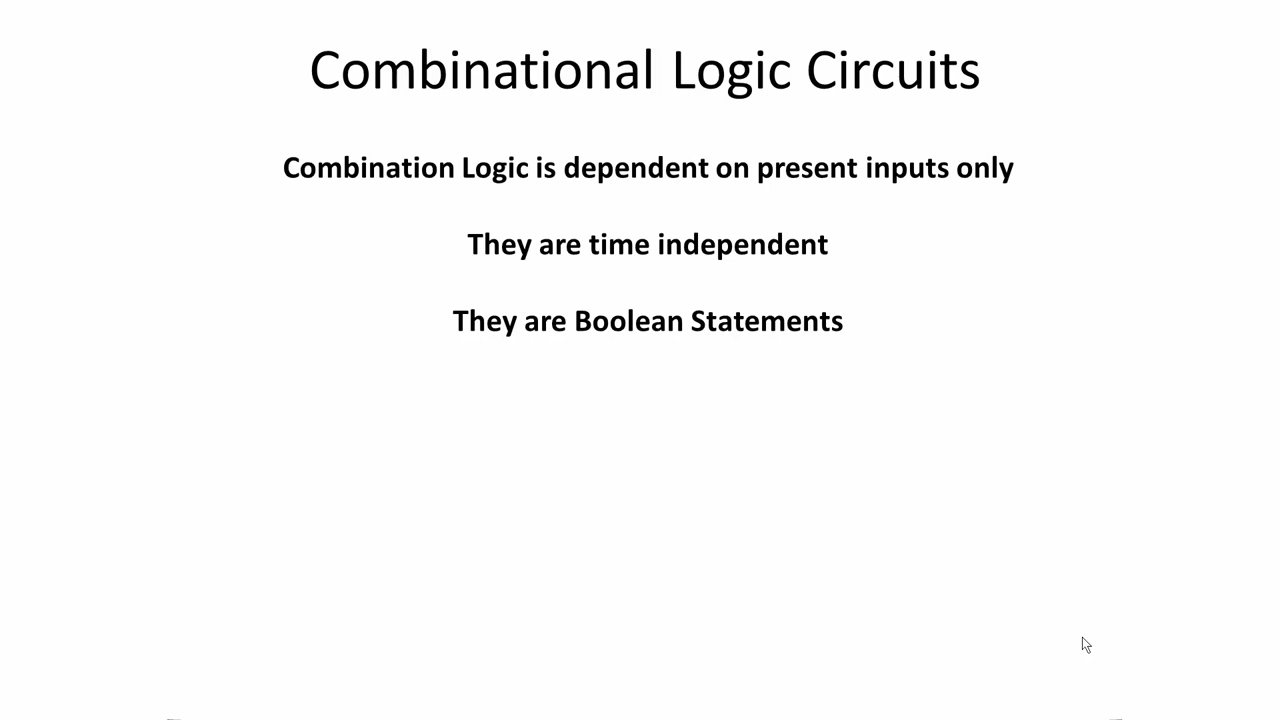 Combinational Logic Circuits
Combination Logic is dependent on present inputs only
They are time independent
They are Boolean Statements